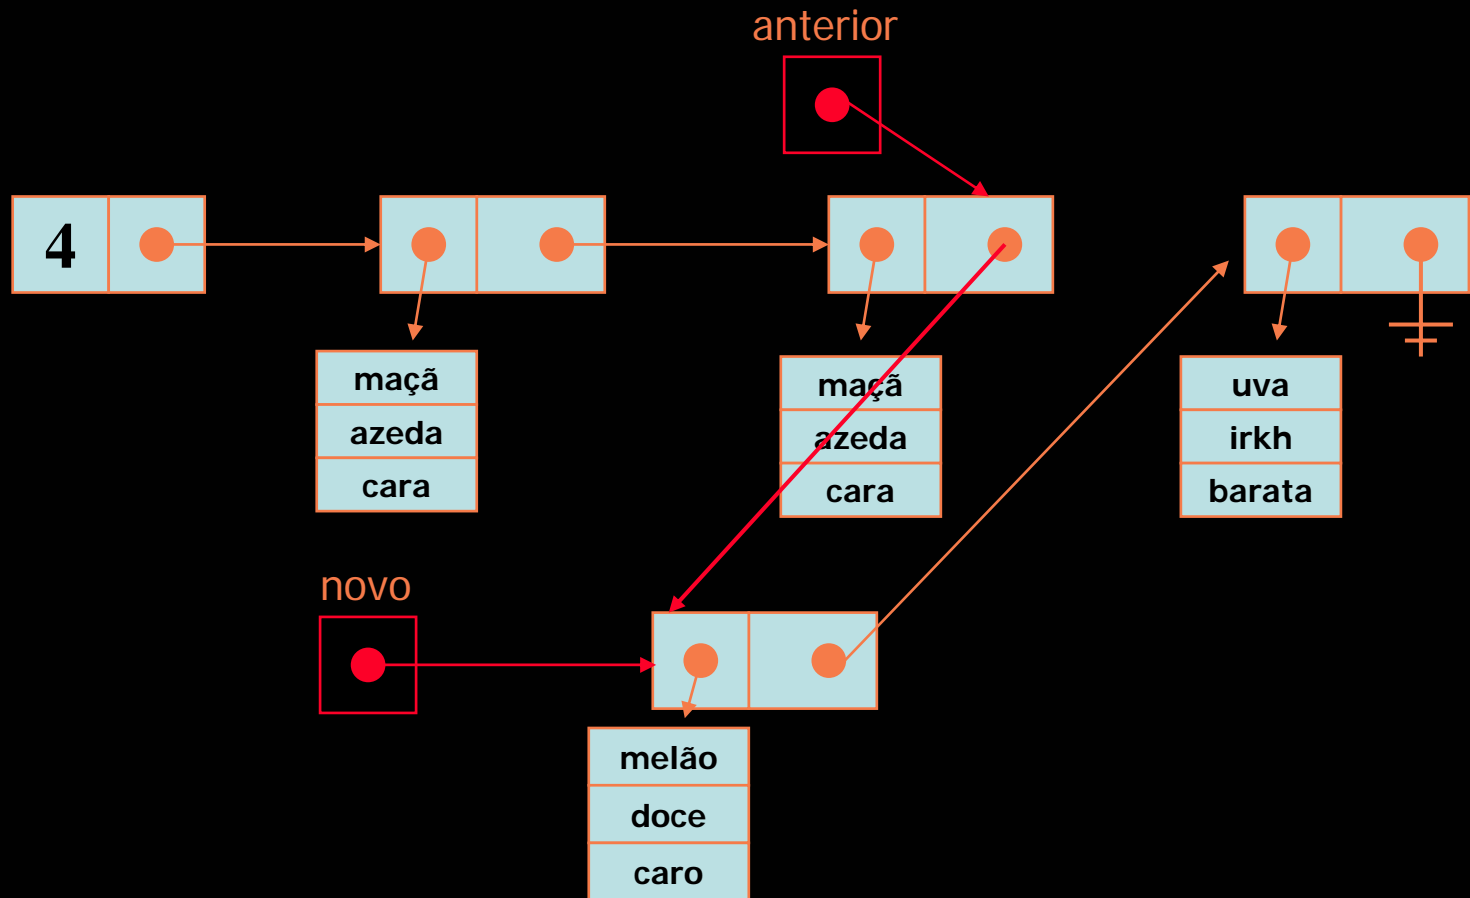 anterior
4
maçã
azeda
cara
maçã
azeda
cara
uva
irkh
barata
novo
melão
doce
caro